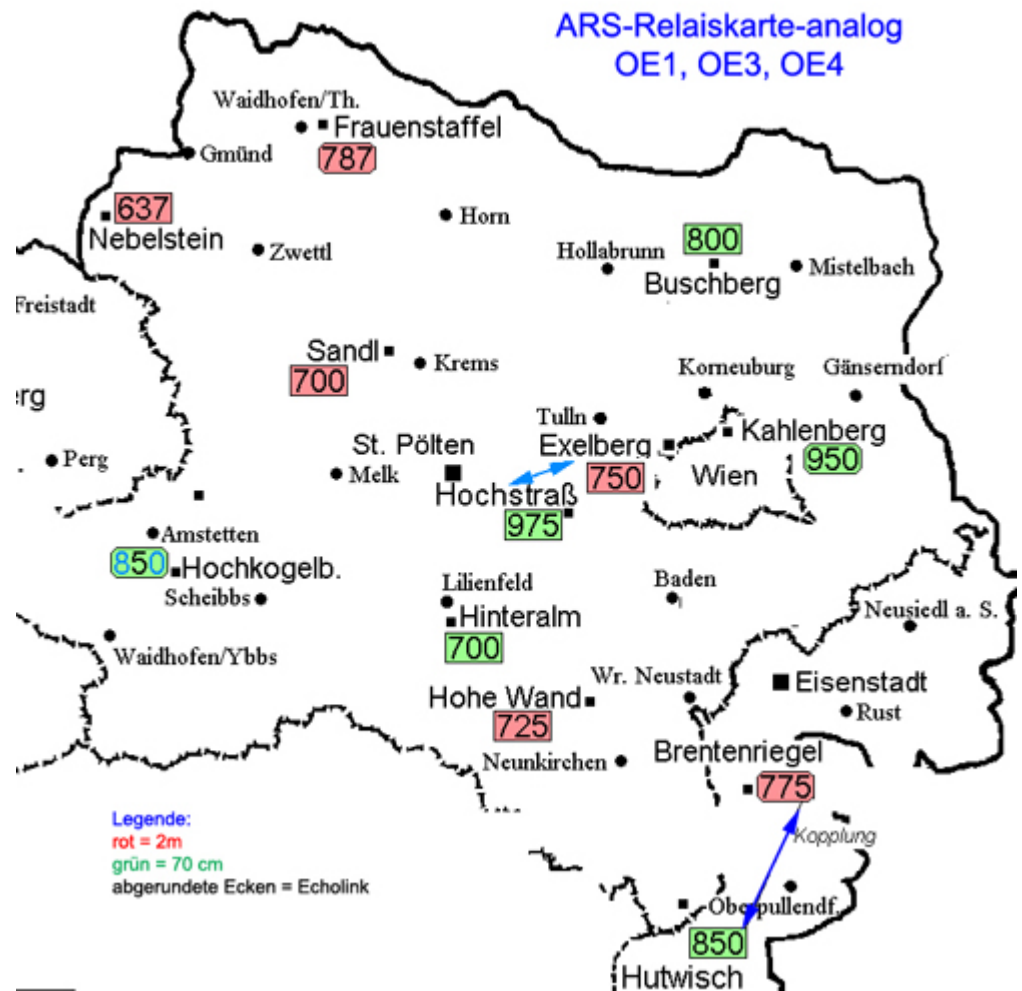 ARS-Relaiskarte-analog
OE1, OE3, OE4
Waidhofen/Th.
Frauenstaffel
787
Gmünd
637
Nebelstein
Horn
Zwettl
Hollabrunn
800
Buschberg
Mistelbach
Freistadt
Sandl
700
Krems
Korneuburg
Gänserndorf
erg
Tulln
Kahlenberg
950
St. Pölten
Exelberg
750
Wien
Perg
Melk
Hochstraß
975
Amstetten
850
Hochkogelb.
Scheibbs
Lilienfeld
Hinteralm
700
Baden
Neusiedl a. S.
Waidhofen/Ybbs
Wr. Neustadt
Eisenstadt
Rust
Hohe Wand
725
Neunkirchen
Brentenriegel
775
Kopplung
Legende:
rot = 2m
grün = 70 cm
abgerundete Ecken = Echolink
Oberpullendf.
850
Hutwisch